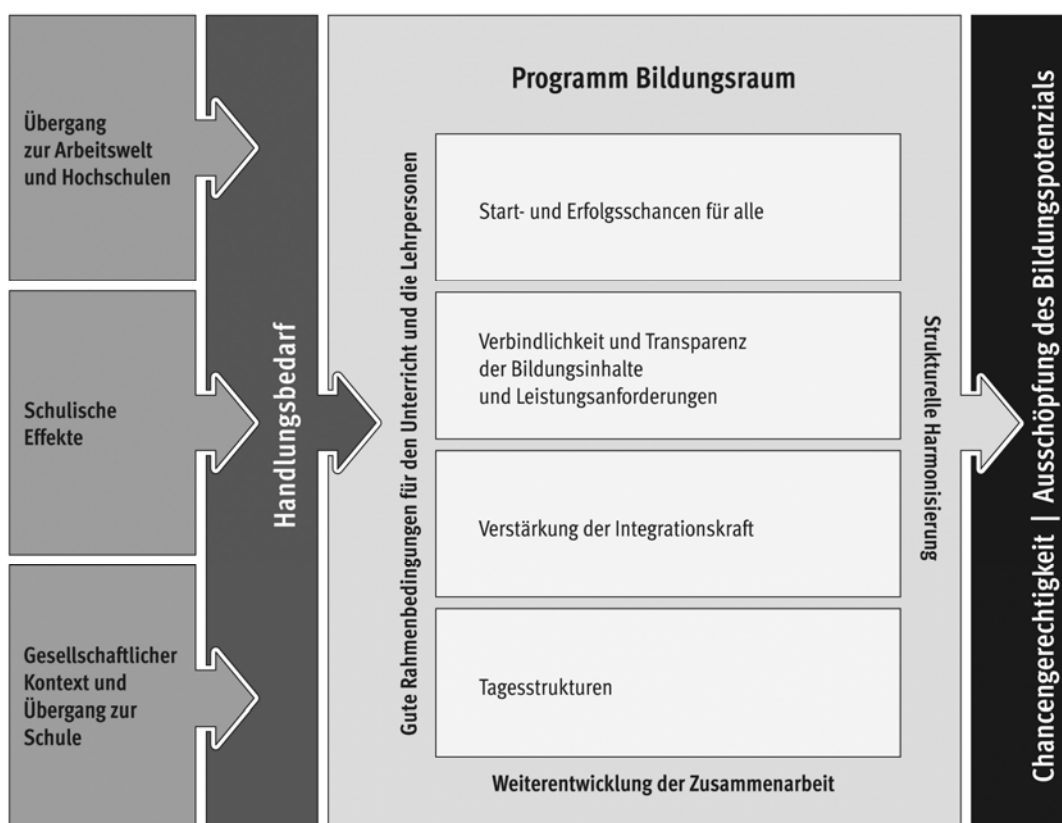 Übergang
zur Arbeitswelt
und Hochschulen
Schulische
Effekte
Gesellschaftlicher
Kontext und
Übergang zur
Schule
Handlungsbedarf
Programm Bildungsraum
Gute Rahmenbedingungen für den Unterricht und die Lehrpersonen
Start- und Erfolgsschancen für alle
Verbindlichkeit und Transparenz
der Bildungsinhalte
und Leistungsanforderungen
Verstärkung der Integrationskraft
Tagesstrukturen
Strukturelle Harmonisierung
Weiterentwicklung der Zusammenarbeit
Chancengerechtigkeit | Ausschöpfung des Bildungspotenzials